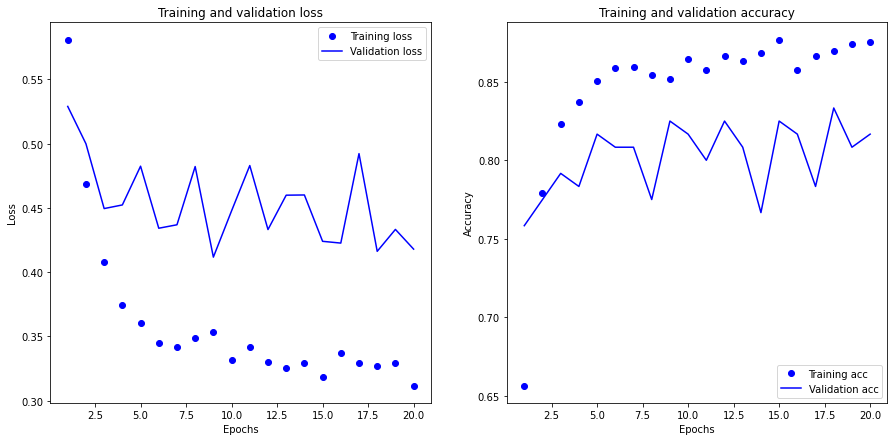 Training and validation loss
Training loss
Validation loss
Loss
0.55
0.50
0.45
0.40
0.35
0.30
2.5 5.0 7.5 10.0 12.5 15.0 17.5 20.0
Epochs
Training and validation accuracy
Accuracy
0.85
0.80
0.75
0.70
0.65
Training acc
Validation acc
2.5 5.0 7.5 10.0 12.5 15.0 17.5 20.0
Epochs